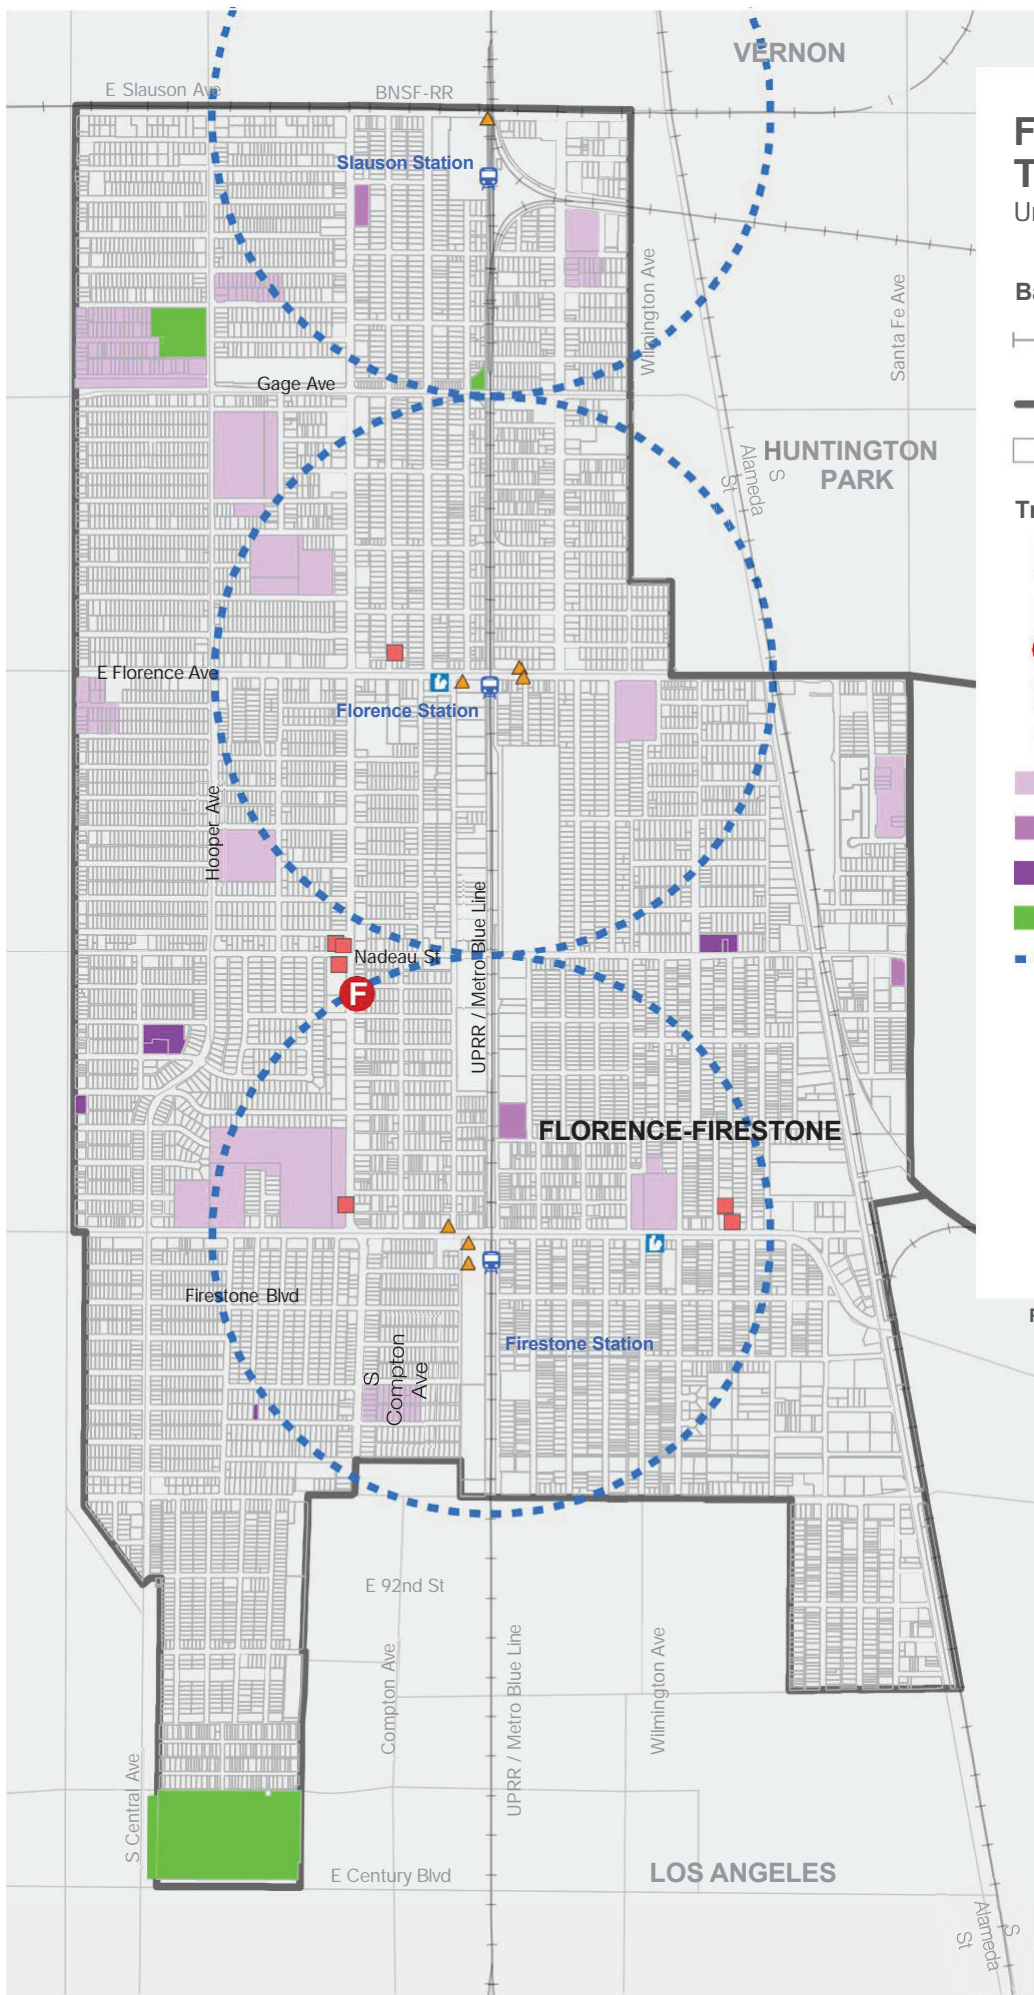 VERNON
E Slauson Ave
BNSF-RR
F
T
Slauson Station
Wilmington Ave
Santa Fe Ave
Gage Ave
HUNTINGTON
PARK
S
Alameda
St
E Florence Ave
Florence Station
Hooper Ave
UPRR / Metro Blue Line
Nadeau St
F
FLORENCE-FIRESTONE
Firestone Blvd
Firestone Station
S
Compton
Ave
E 92nd St
Compton Ave
UPRR / Metro Blue Line
Wilmington Ave
S Central Ave
E Century Blvd
LOS ANGELES
S
Alameda
St